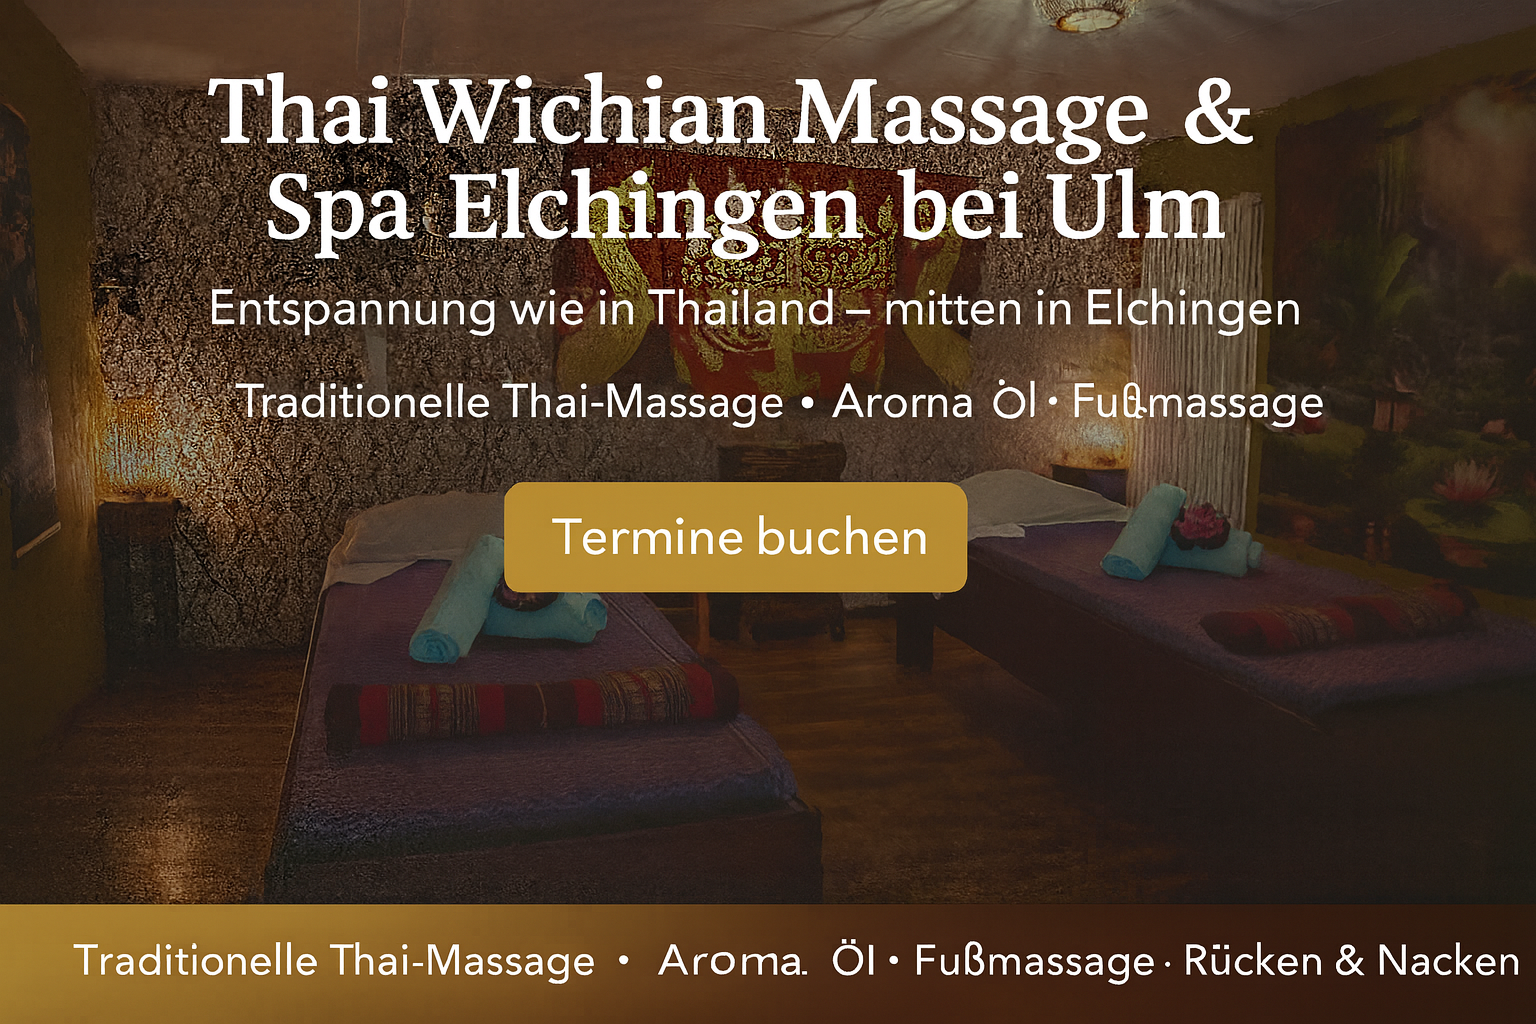 Thai Wichian Massage &
Spa Elchingen bei Ulm
Entspannung wie in Thailand – mitten in Elchingen
Traditionelle Thai-Massage • Arorna Öl • Fußmassage
Termine buchen
Traditionelle Thai-Massage • Aroma. Öl • Fußmassage · Rücken & Nacken